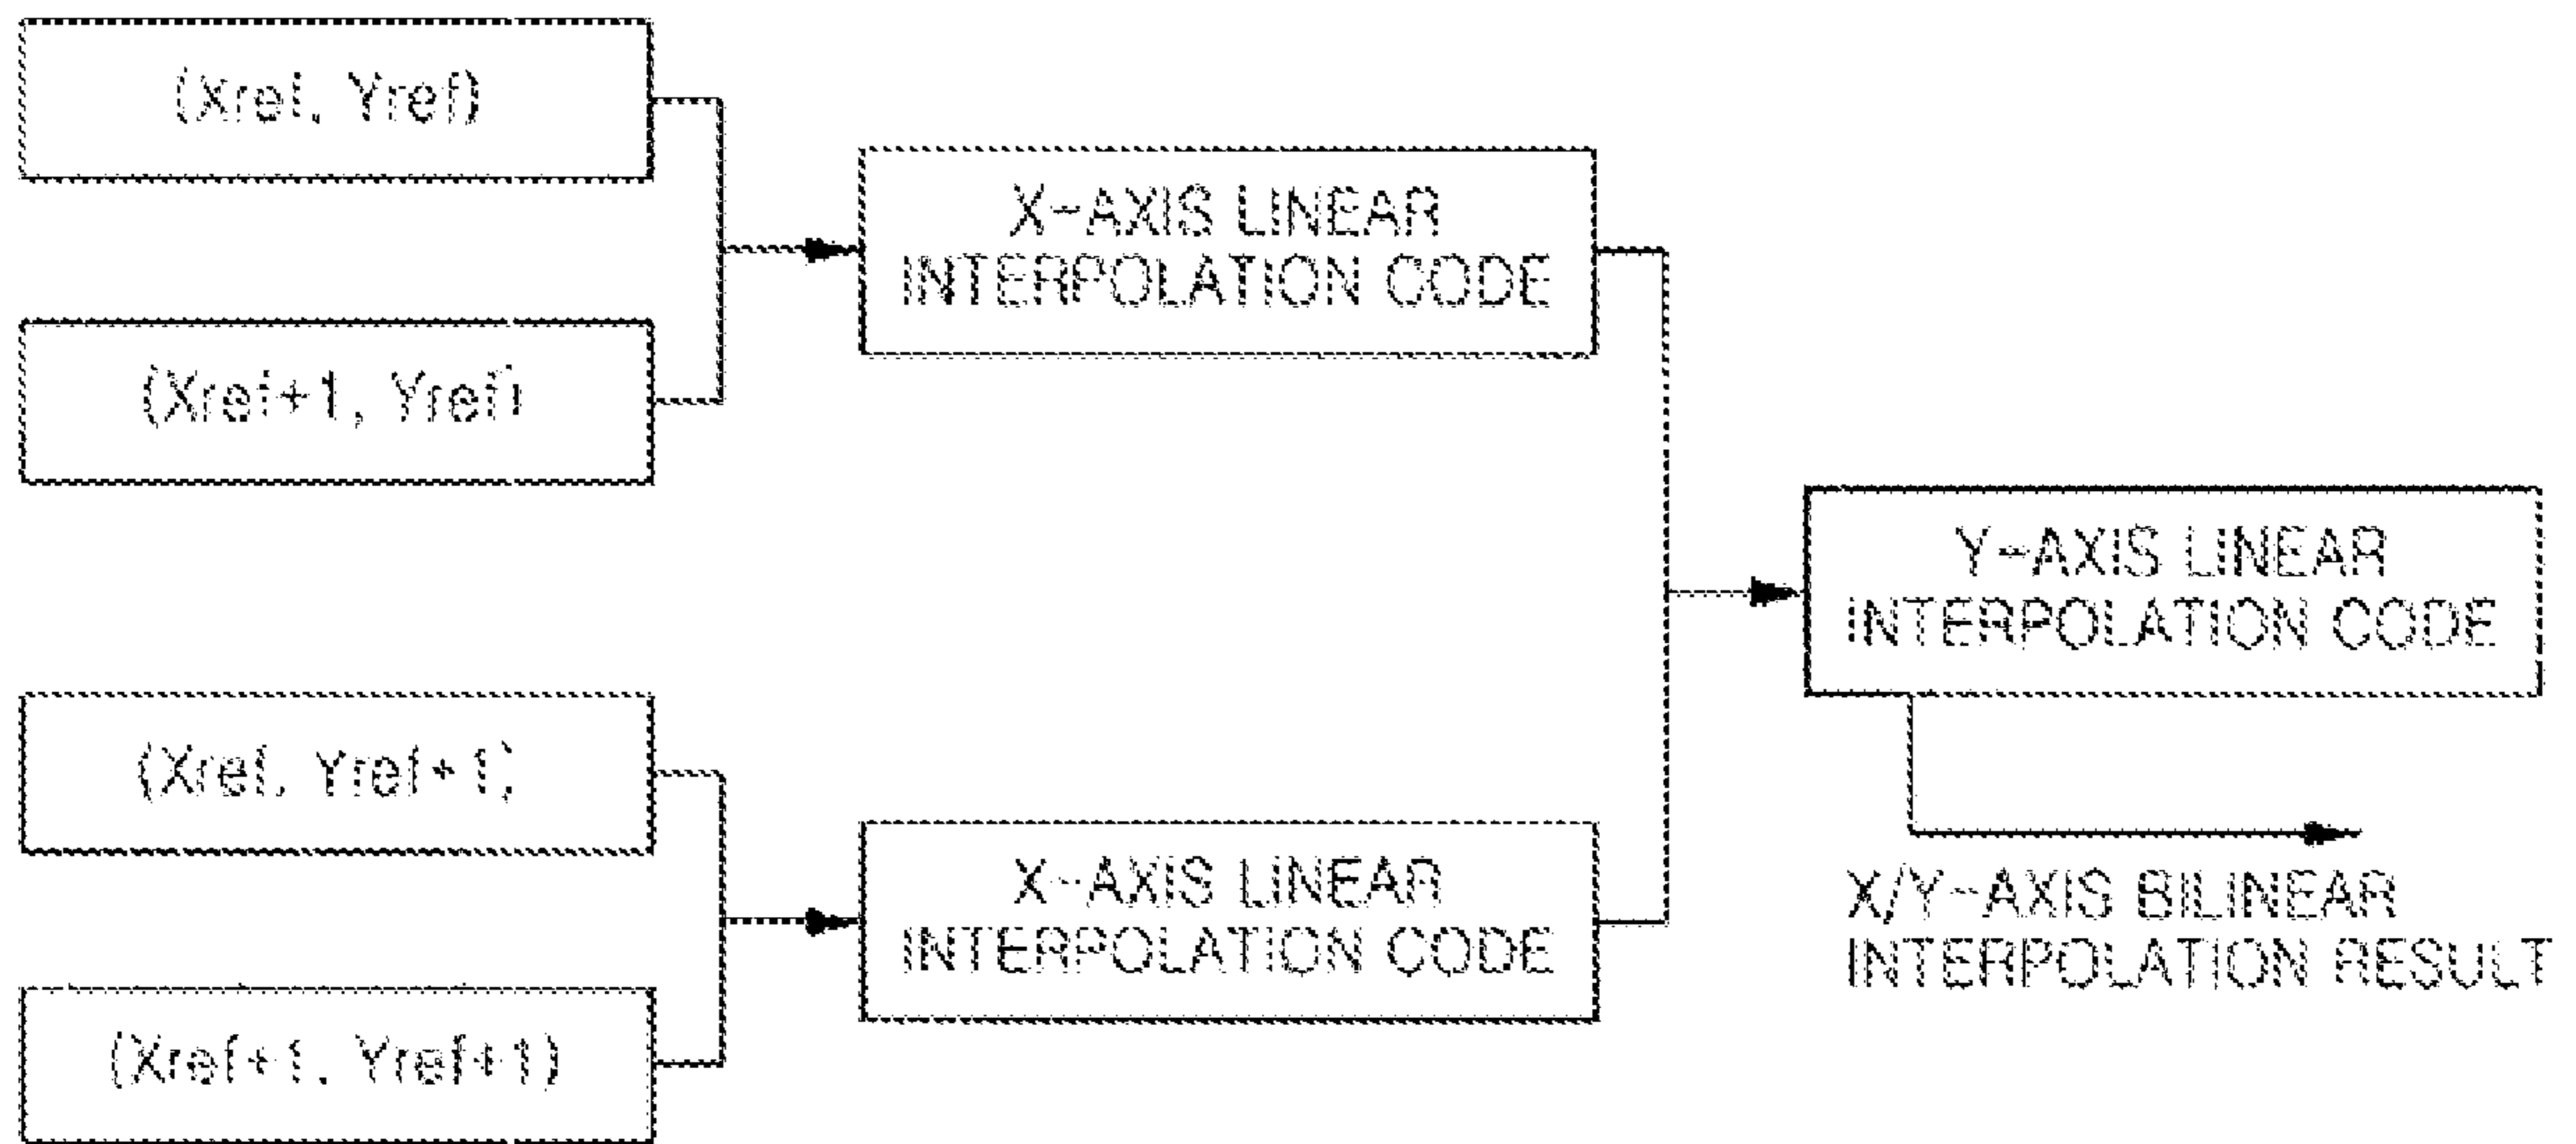 (Xref, Yref)
X-AXIS LINEAR
INTERPOLATION CODE
(Xref+1, Yref)
Y-AXIS LINEAR
INTERPOLATION CODE
(Xref, Yref+1)
X-AXIS LINEAR
INTERPOLATION CODE
X/Y-AXIS BILINEAR
INTERPOLATION RESULT
(Xref+1, Yref+1)